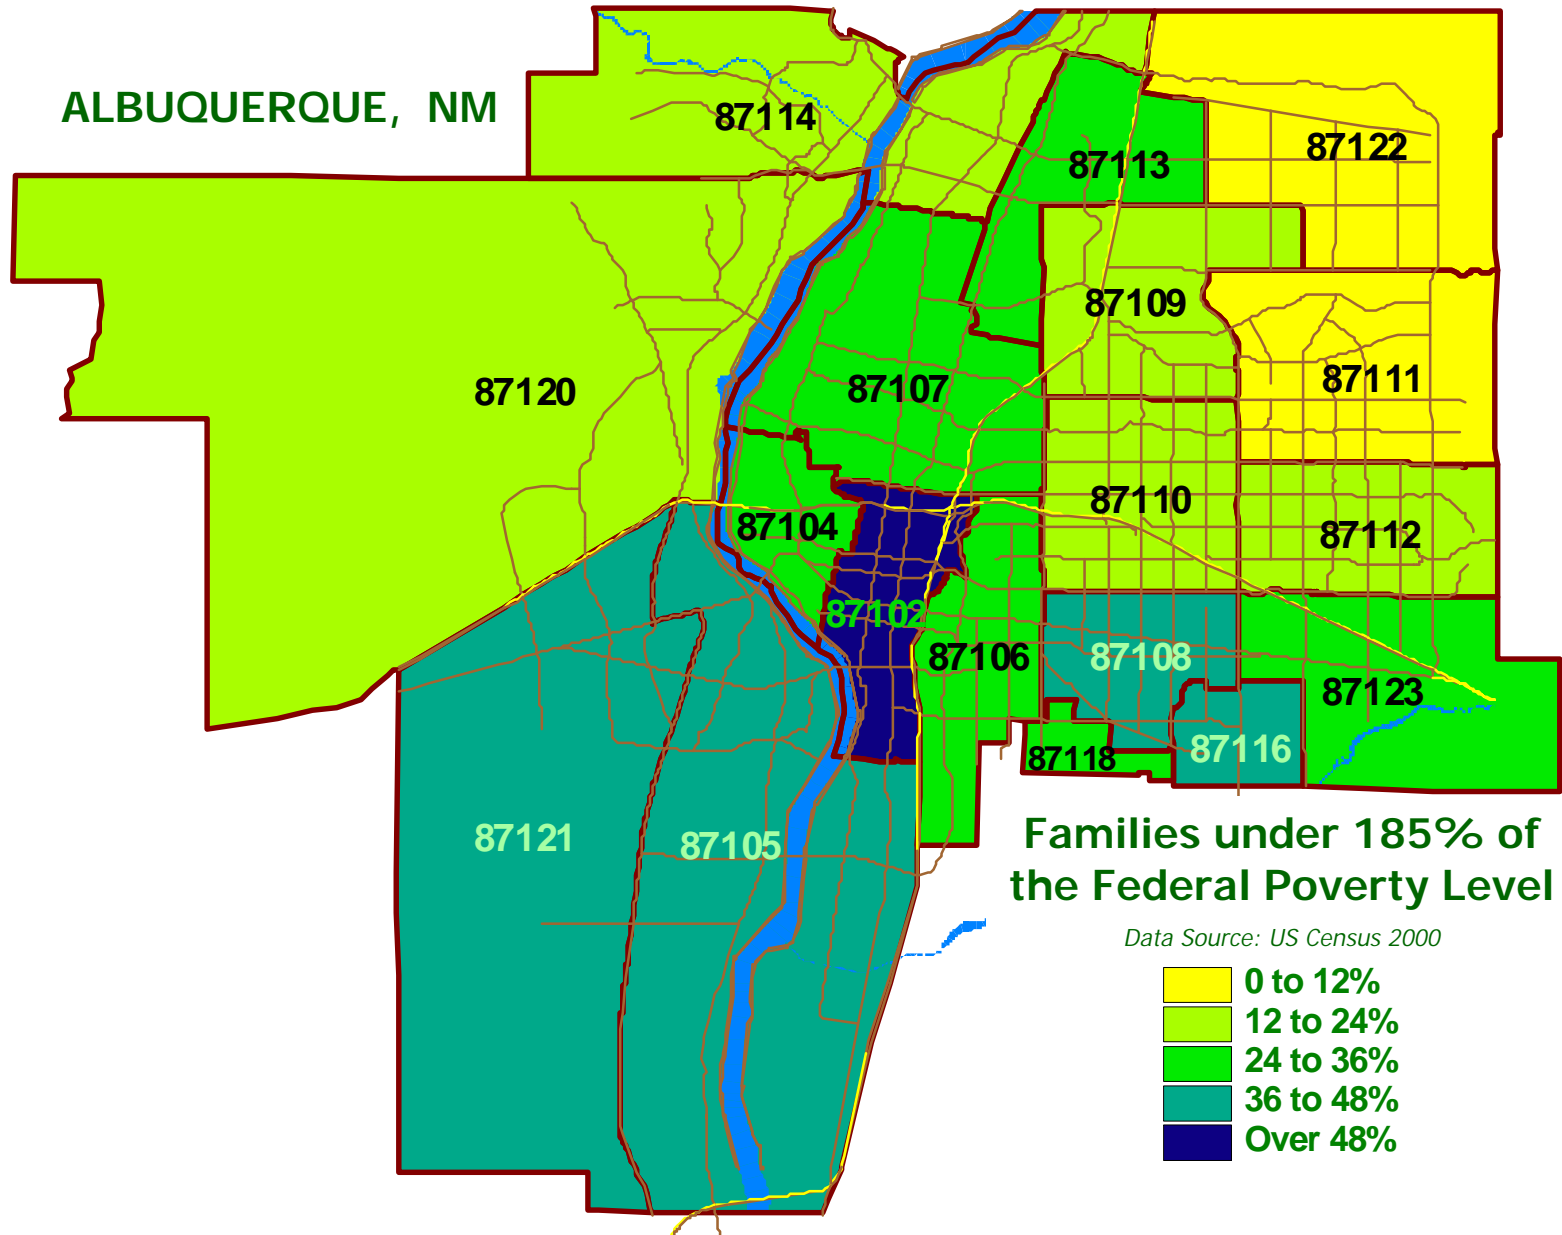 ALBUQUERQUE, NM
87114
87122
87113
87109
87111
87120
87107
87110
87104
87112
87102
87106
87108
87123
87116
87118
87121
87105
Families under 185% of
the Federal Poverty Level
Data Source: US Census 2000
0 to 12%
12 to 24%
24 to 36%
36 to 48%
Over 48%